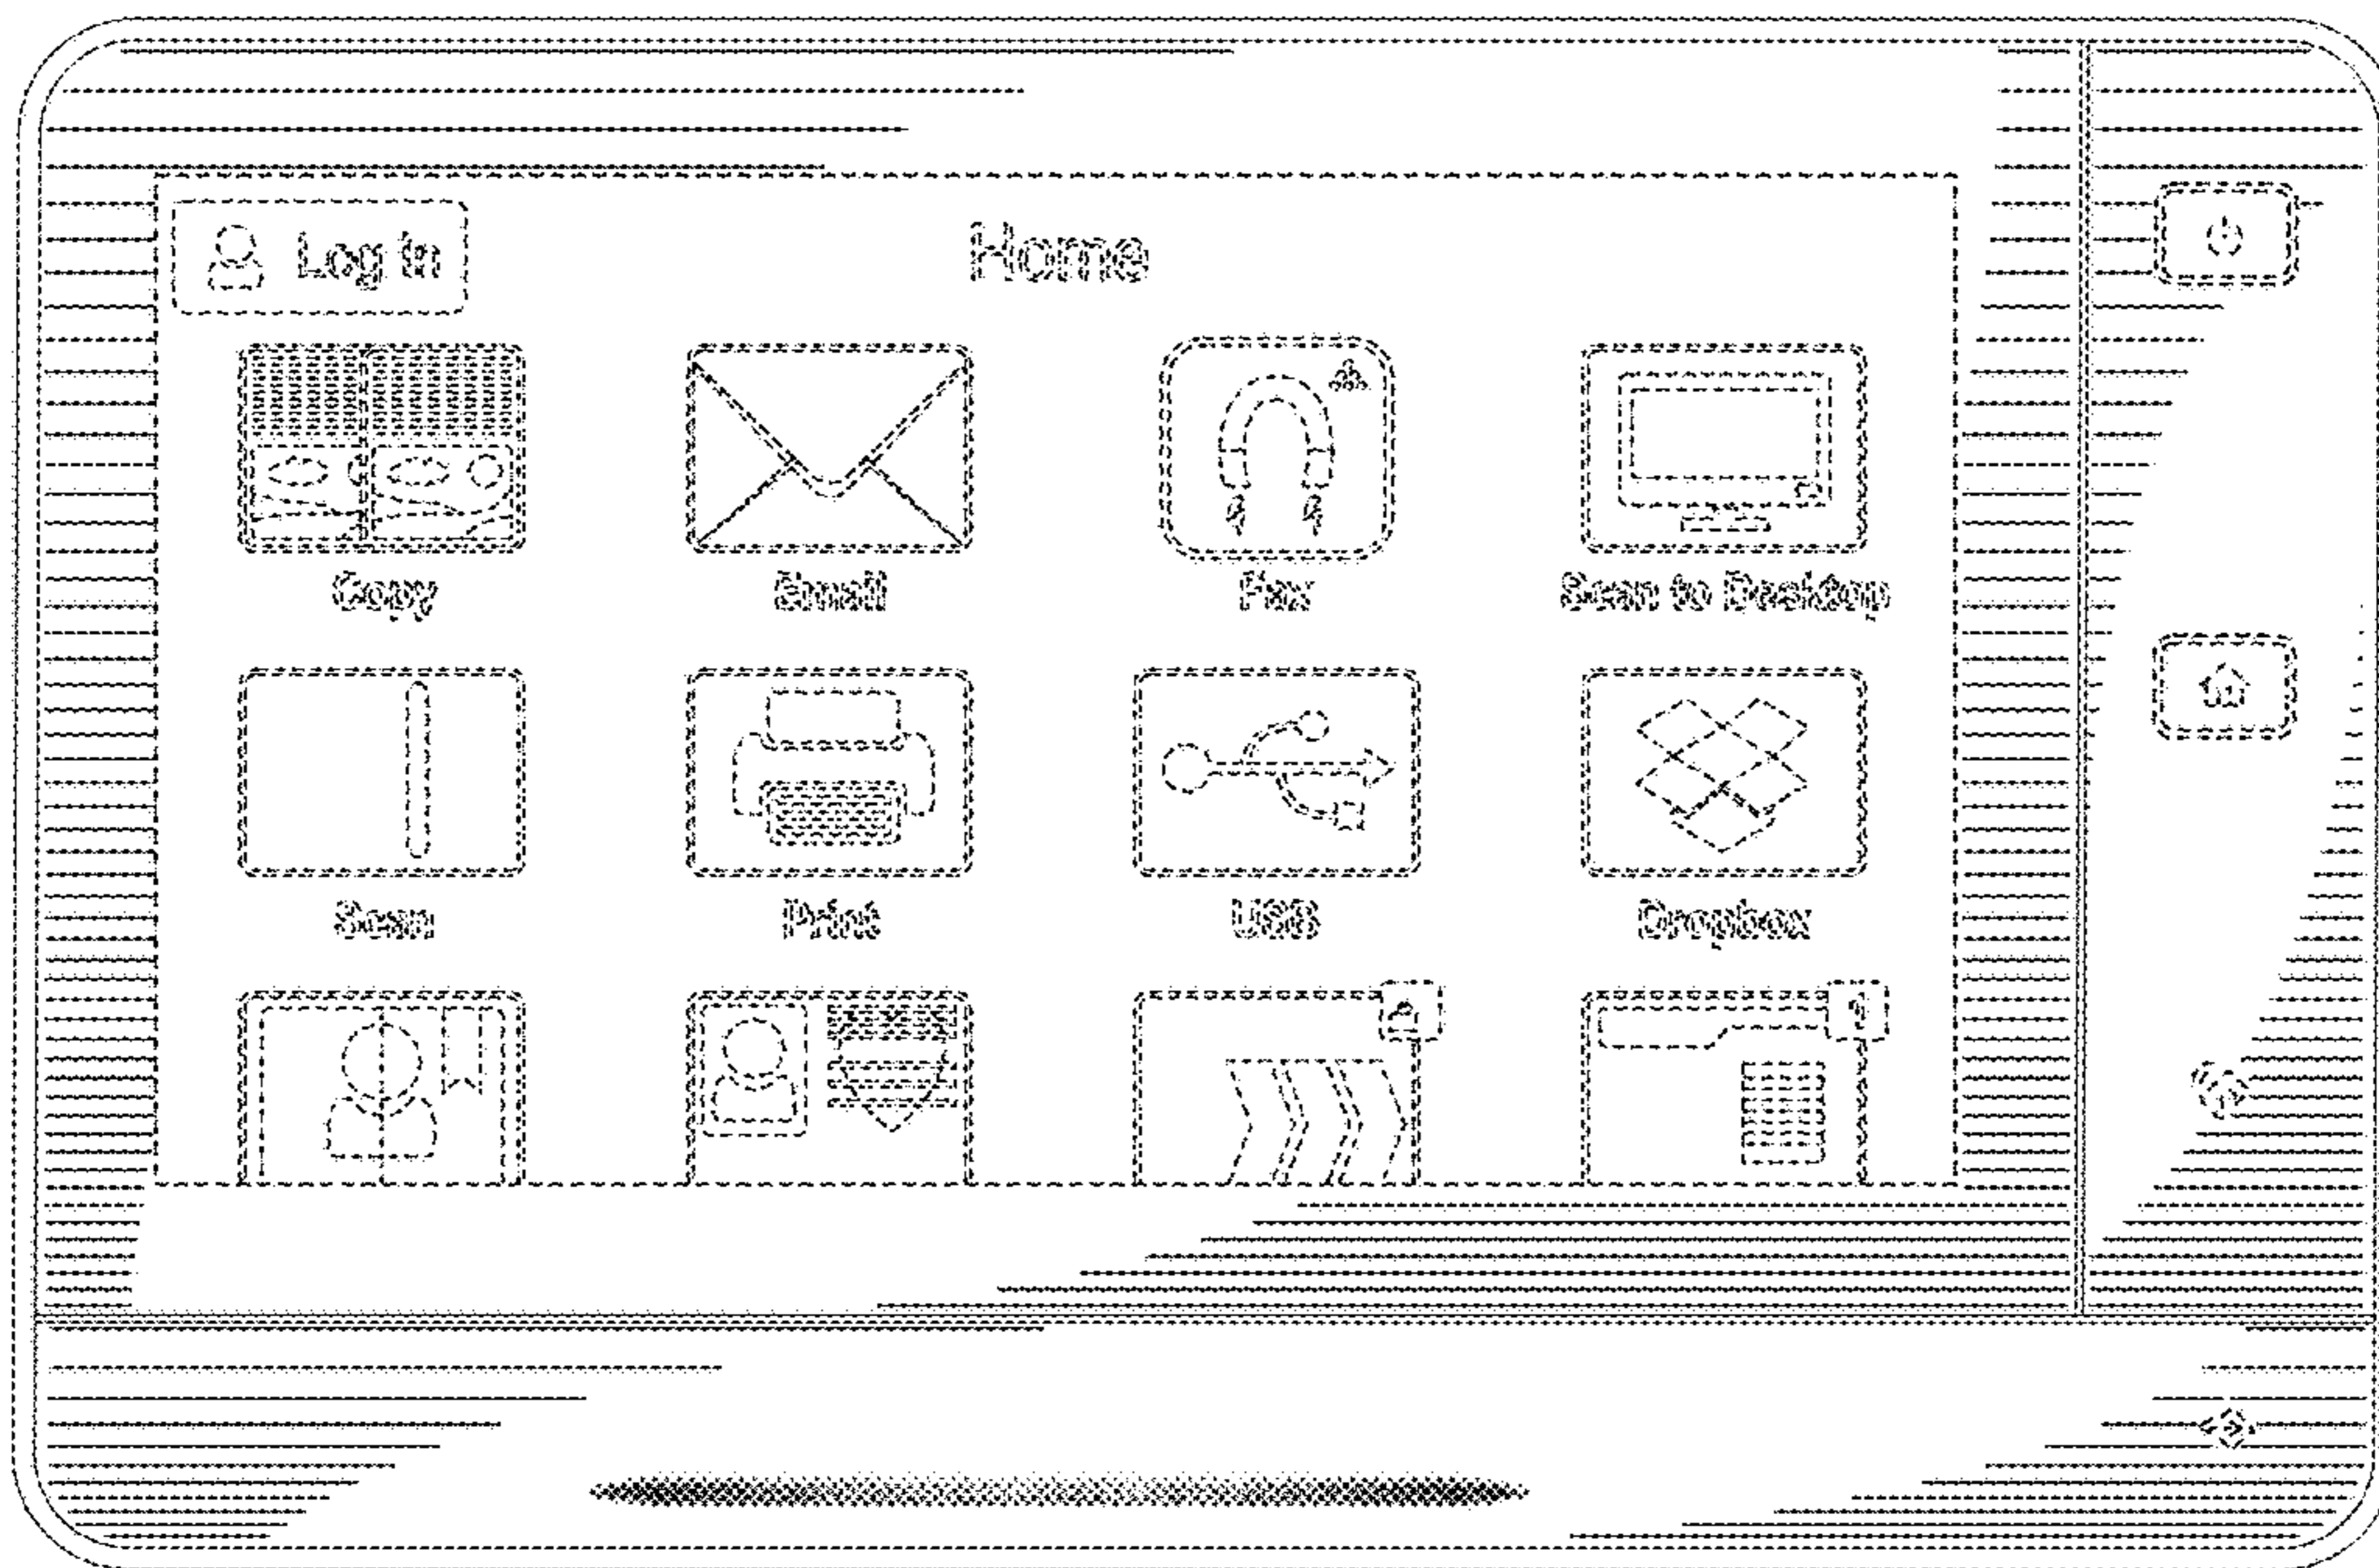 Log in
Home
Copy
Email
Fax
Scan to Desktop
Scan
Print
USB
Dropbox